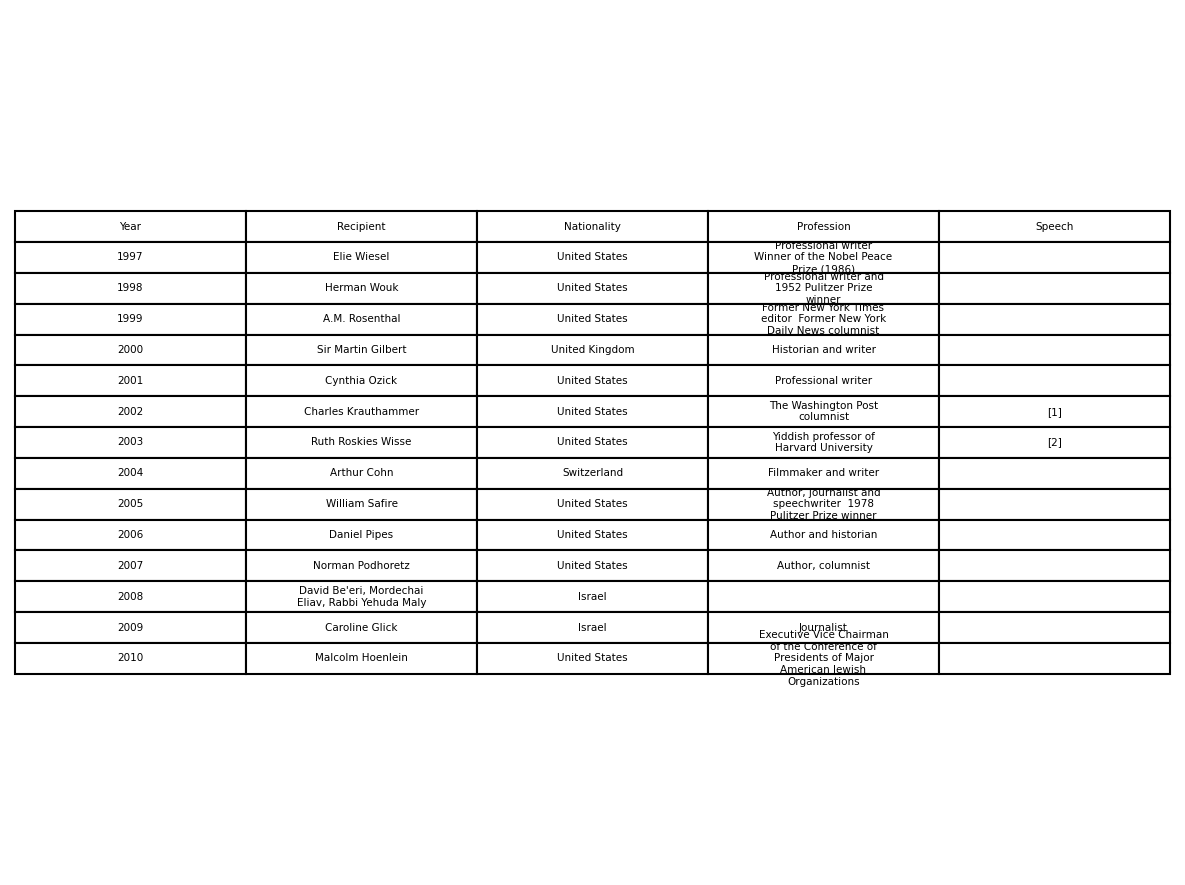 Year Recipient Nationality Profession Speech
1997 Elie Wiesel United States Professional writer
Winner of the Nobel Peace
Prize (1986)
1998 Herman Wouk United States Professional writer and
1952 Pulitzer Prize
winner
1999 A.M. Rosenthal United States Former New York Times
editor  Former New York
Daily News columnist
2000 Sir Martin Gilbert United Kingdom Historian and writer
2001 Cynthia Ozick United States Professional writer
2002 Charles Krauthammer United States The Washington Post
columnist [1]
2003 Ruth Roskies Wisse United States Yiddish professor of
Harvard University [2]
2004 Arthur Cohn Switzerland Filmmaker and writer
2005 William Safire United States Author, journalist and
speechwriter  1978
Pulitzer Prize winner
2006 Daniel Pipes United States Author and historian
2007 Norman Podhoretz United States Author, columnist
2008 David Be'eri, Mordechai
Eliav, Rabbi Yehuda Maly Israel
2009 Caroline Glick Israel Journalist
2010 Malcolm Hoenlein United States Executive Vice Chairman
of the Conference of
Presidents of Major
American Jewish
Organizations